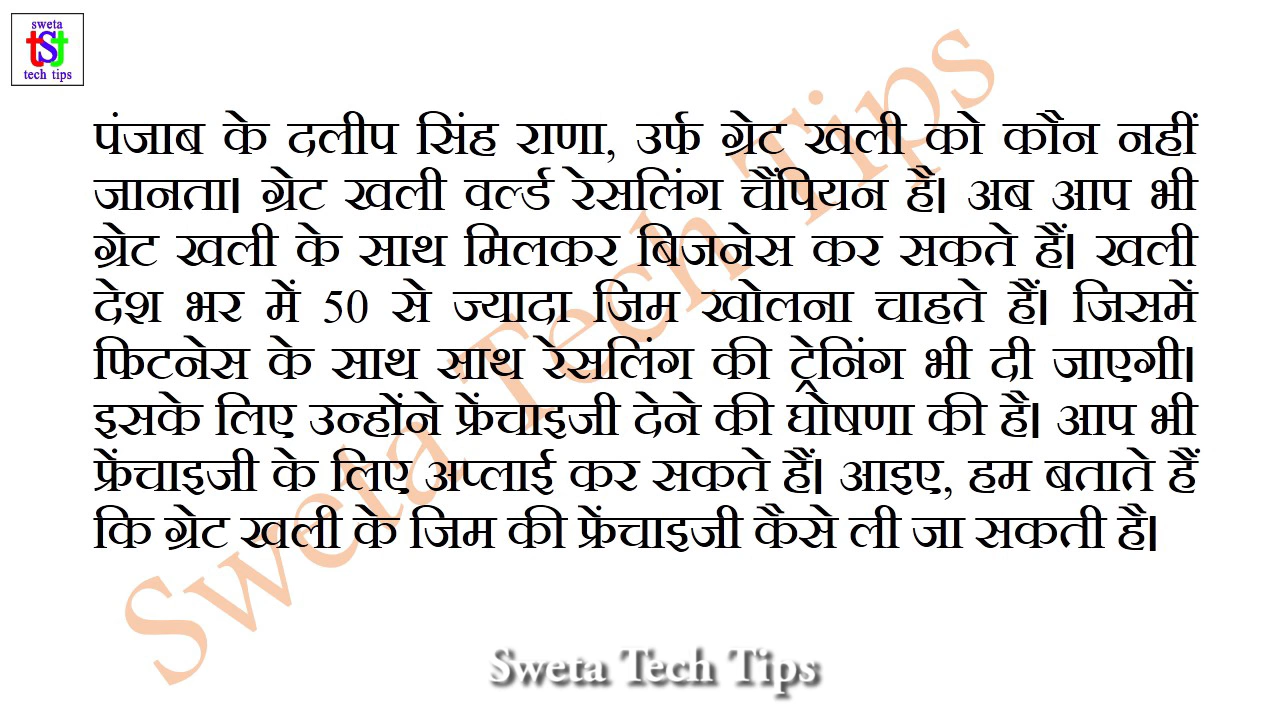 sweta
tSt
tech tips
पंजाब के दलीप सिंह राणा, उर्फ ग्रेट खली को कौन नहीं
जानता। ग्रेट खली वर्ल्ड रेसलिंग चैंपियन है। अब आप भी
ग्रेट खली के साथ मिलकर बिजनेस कर सकते हैं। खली
देश भर में 50 से ज्यादा जिम खोलना चाहते हैं। जिसमें
फिटनेस के साथ साथ रेसलिंग की ट्रेनिंग भी दी जाएगी।
इसके लिए उन्होंने फ्रेंचाइजी देने की घोषणा की है। आप भी
फ्रेंचाइजी के लिए अप्लाई कर सकते हैं। आइए, हम बताते हैं
कि ग्रेट खली के जिम की फ्रेंचाइजी कैसे ली जा सकती है।
Sweta Tech Tips
Sweta Tech Tips